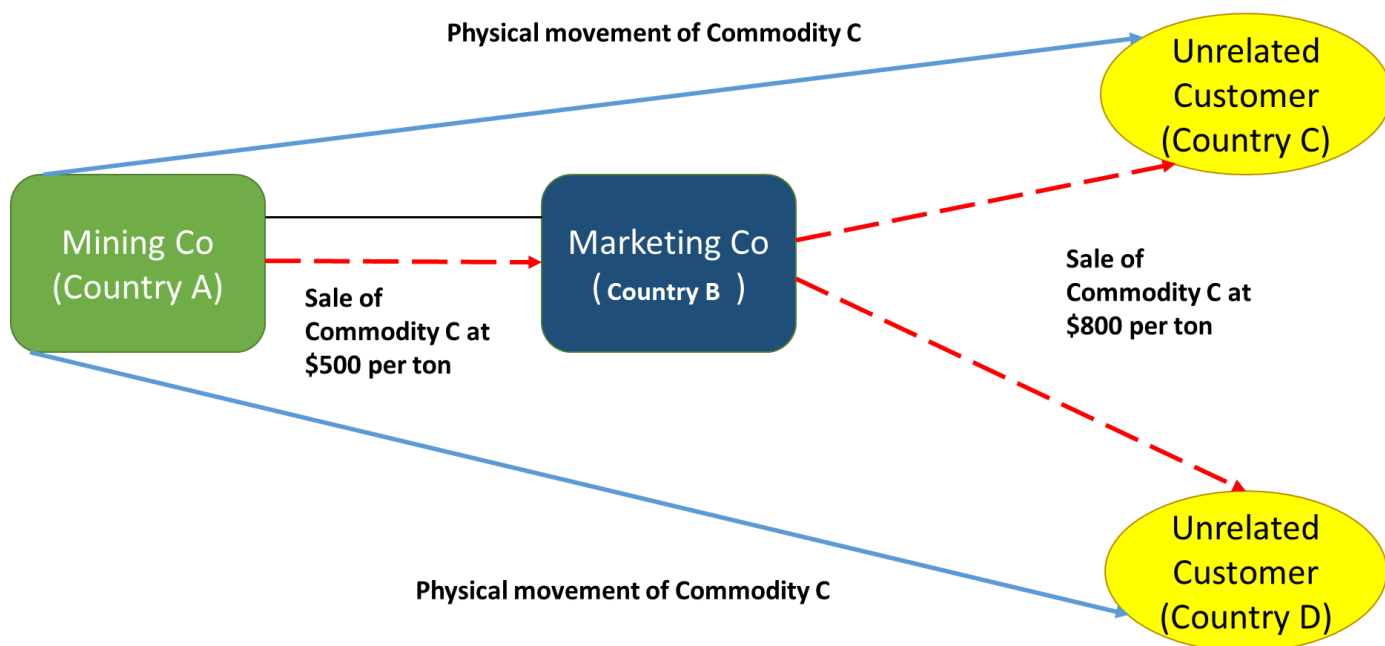 Physical movement of Commodity C
Unrelated
Customer
(Country C)
Mining Co
(Country A)
Marketing Co
( Country B )
Sale of
Commodity C at
$500 per ton
Sale of
Commodity C at
$800 per ton
Physical movement of Commodity C
Unrelated
Customer
(Country D)